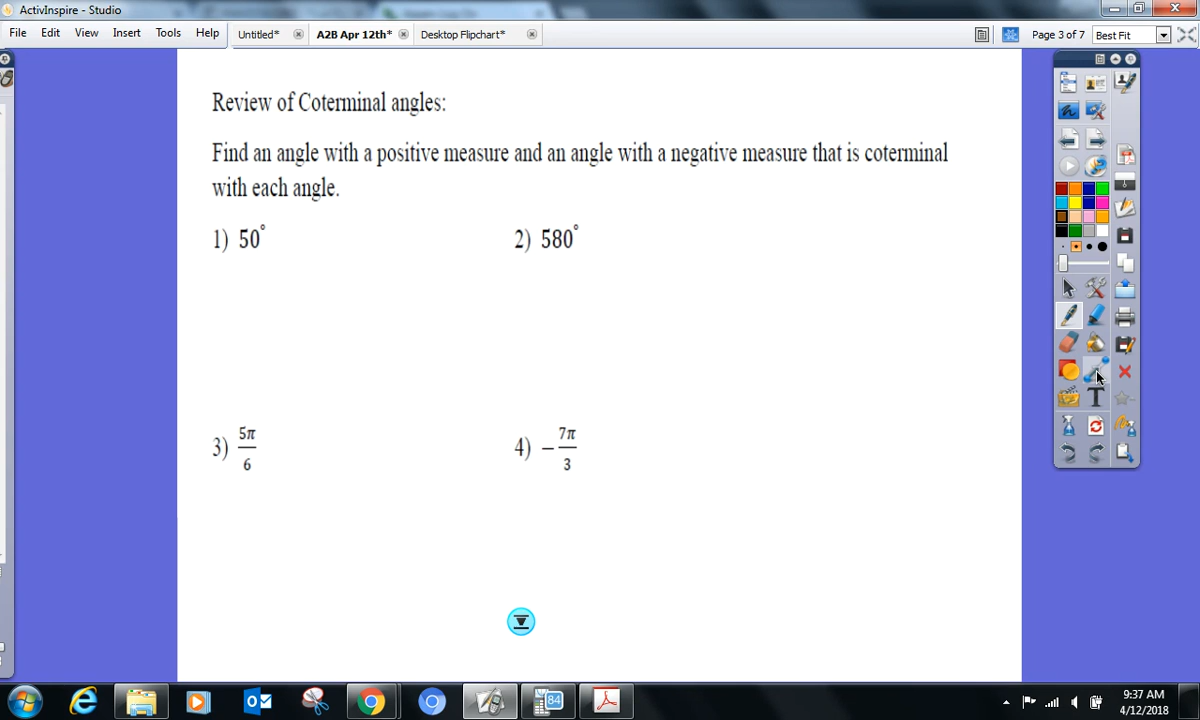 ActivInspire - Studio
File Edit View Insert Tools Help Untitled* A2B Apr 12th* Desktop Flipchart* Page 3 of 7 Best Fit
Review of Coterminal angles:
Find an angle with a positive measure and an angle with a negative measure that is coterminal
with each angle.
1) 50° 2) 580°
3) 5π/6 4) −7π/3
T
84
9:37 AM
4/12/2018